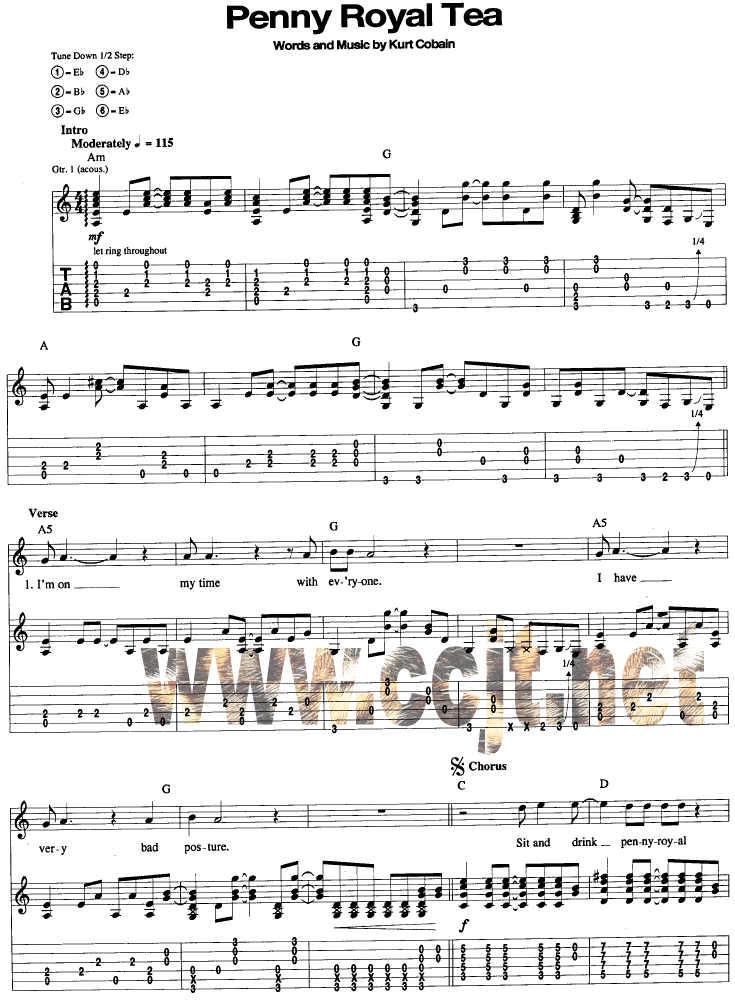 Penny Royal Tea
Words and Music by Kurt Cobain
Tune Down 1/2 Step:
① = E♭ ④ = D♭
② = B♭ ⑤ = A♭
③ = G♭ ⑥ = E♭
Intro
Moderately ♩ = 115
Am G
Gtr. 1 (acous.)
mf
let ring throughout
1/4
TAB
A G
1/4
Verse
A5 G A5
1. I'm on my time with ev-'ry-one. I have
www.ccjt.net
1/4
𝄋 Chorus
G C D
ver-y bad pos-ture. Sit and drink pen-ny-roy-al
f